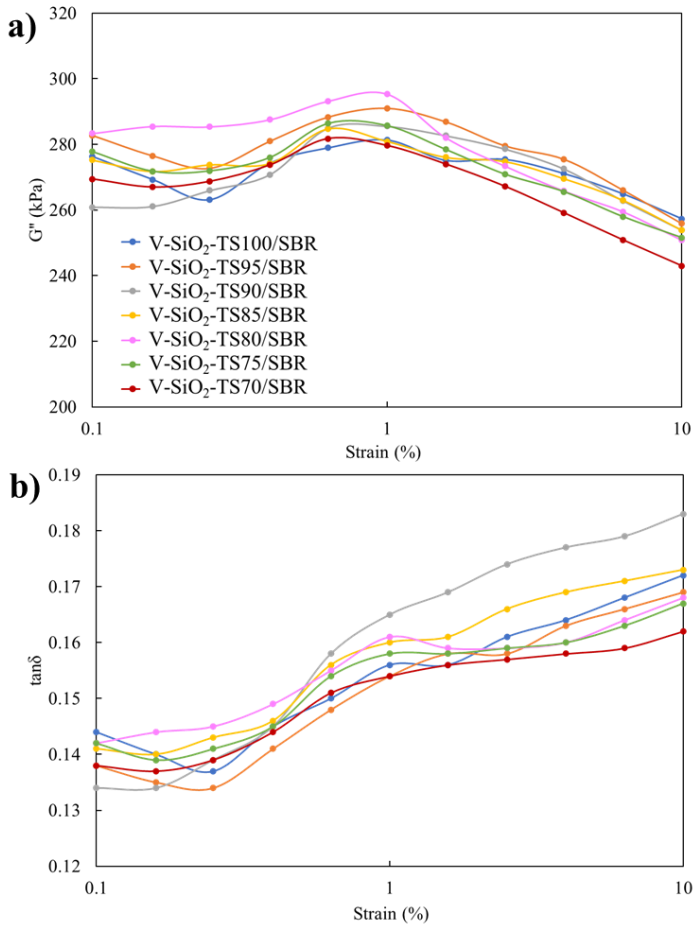 a)
320
300
280
260
240
220
200
G" (kPa)
V-SiO₂-TS100/SBR
V-SiO₂-TS95/SBR
V-SiO₂-TS90/SBR
V-SiO₂-TS85/SBR
V-SiO₂-TS80/SBR
V-SiO₂-TS75/SBR
V-SiO₂-TS70/SBR
0.1 1 10
Strain (%)
b)
0.19
0.18
0.17
0.16
0.15
0.14
0.13
0.12
tanδ
0.1 1 10
Strain (%)